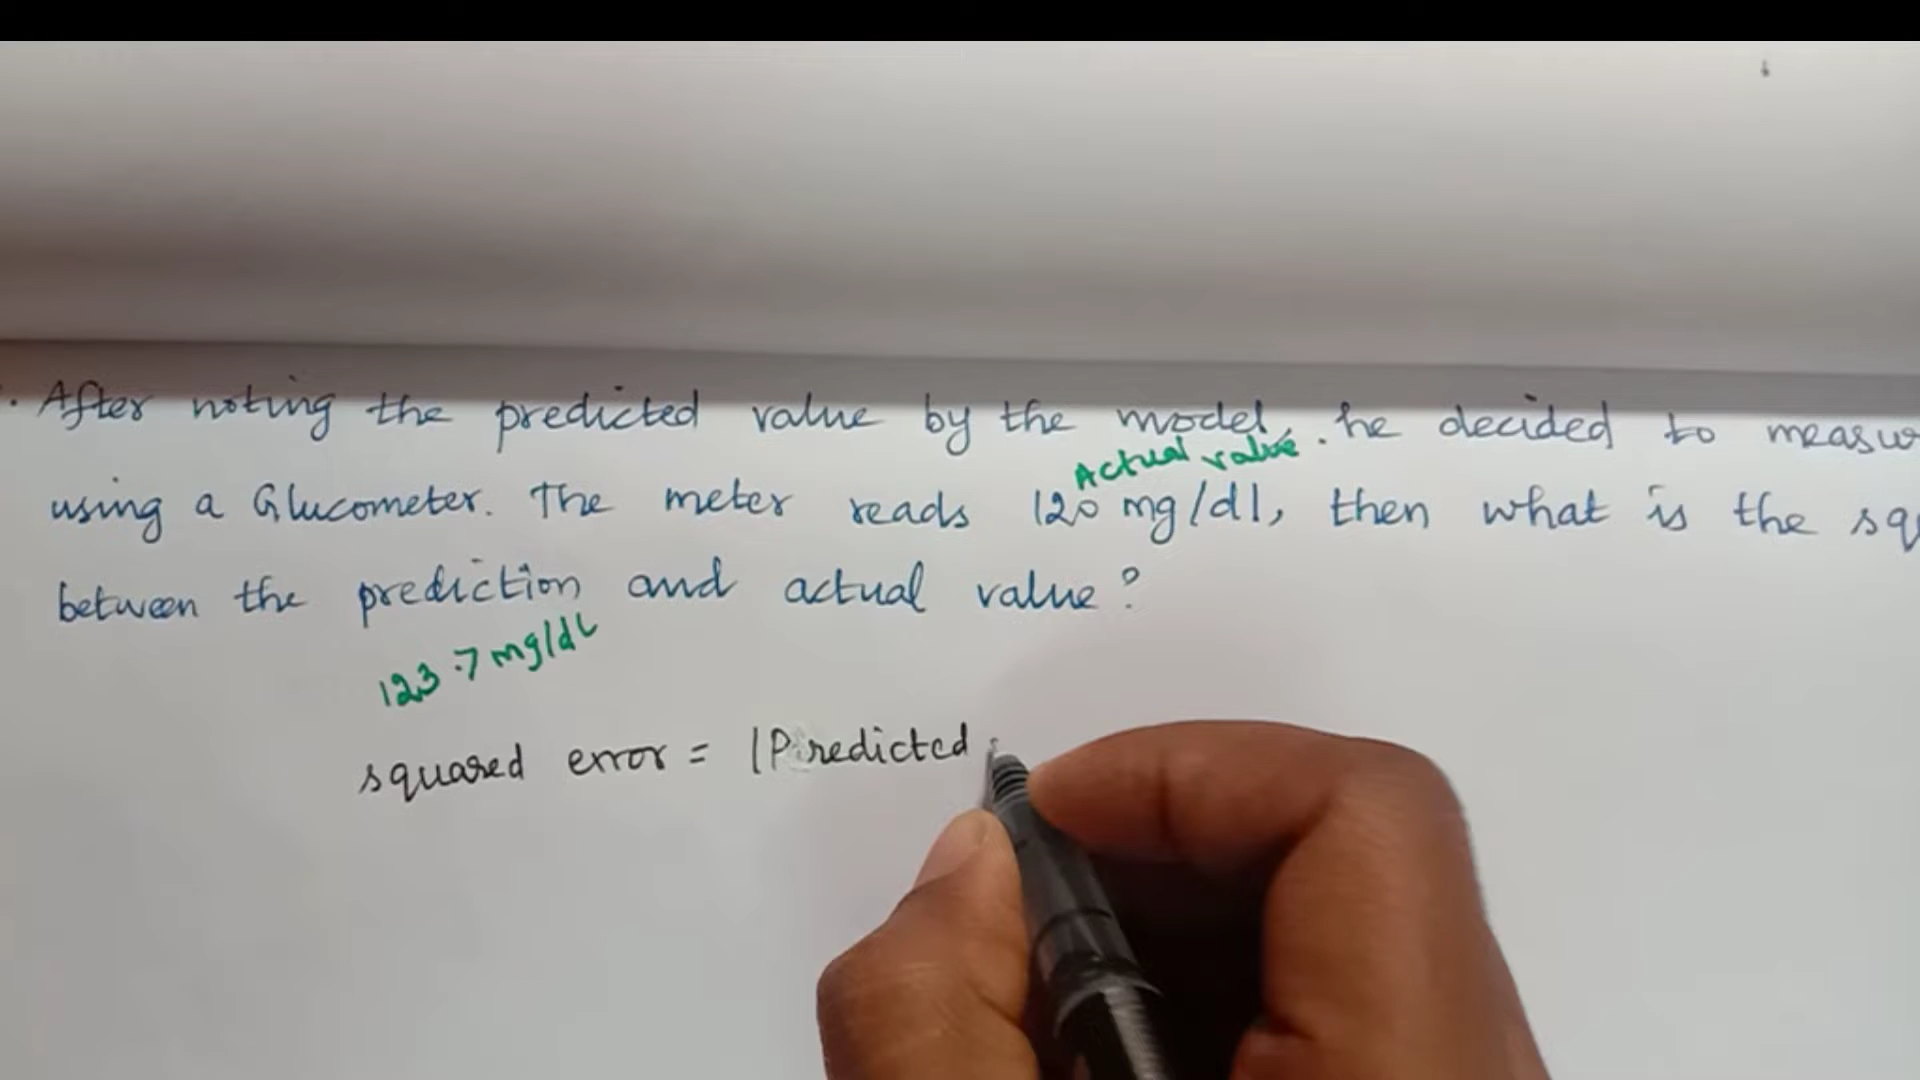 After noting the predicted value by the model, he decided to
Actual value
using a Glucometer. The meter reads 120 mg/dl, then what is the
between the prediction and actual value?
123.7 mg/dL
squared error = |Predicted